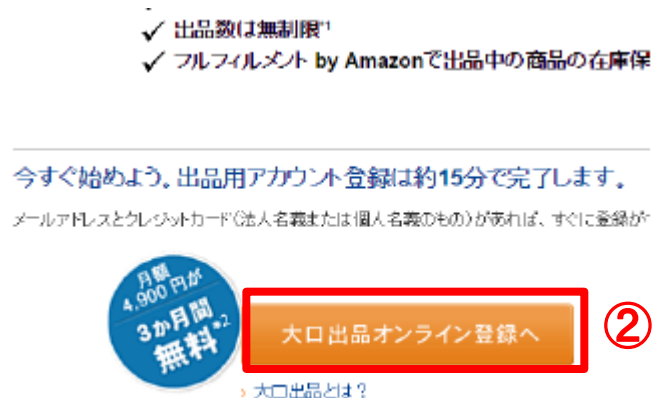 ✓ 出品数は無制限*1
✓ フルフィルメント by Amazonで出品中の商品の在庫保
今すぐ始めよう。出品用アカウント登録は約15分で完了します。
メールアドレスとクレジットカード(法人名義または個人名義のもの)があれば、すぐに登録が
月額
4,900 円が
3か月間
無料*2
大口出品オンライン登録へ
②
› 大口出品とは？